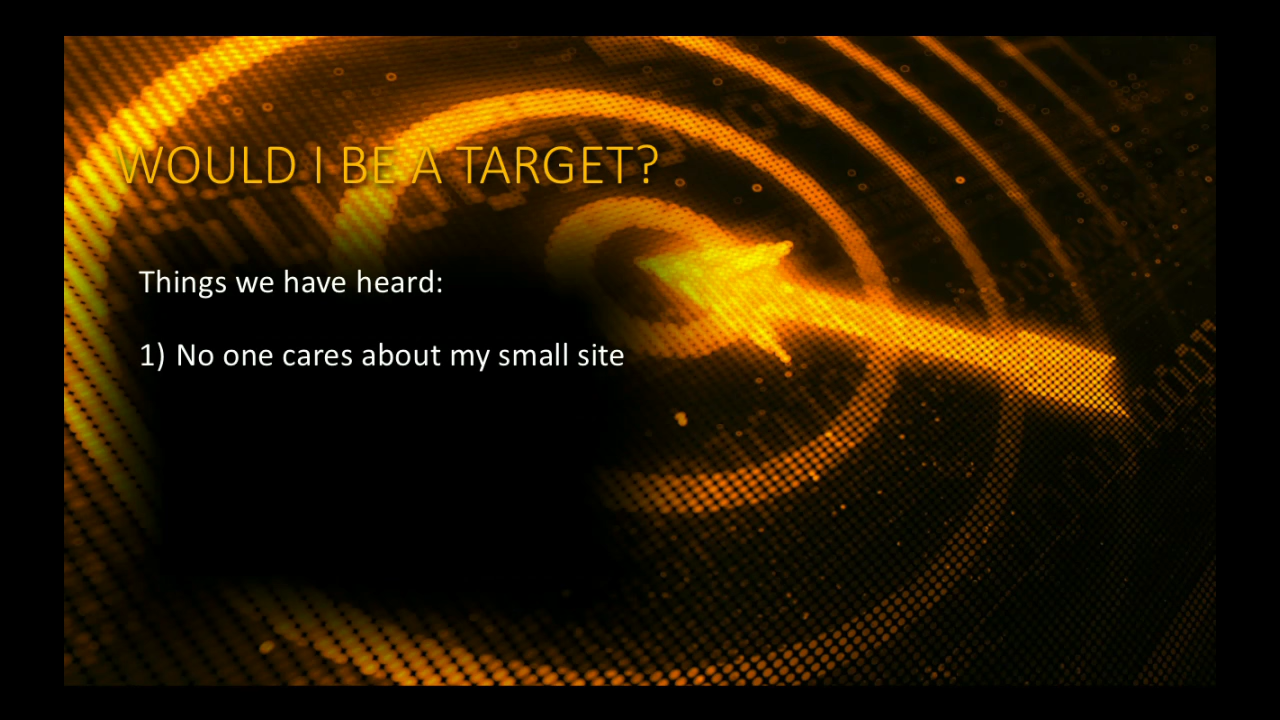 WOULD I BE A TARGET?
Things we have heard:
1) No one cares about my small site